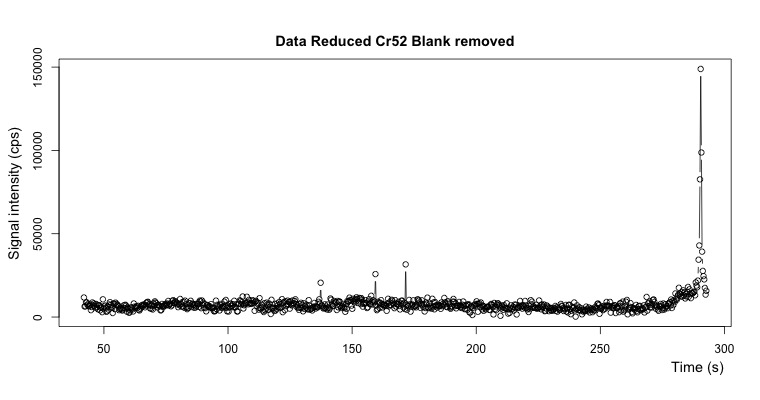 Data Reduced Cr52 Blank removed
Signal intensity (cps)
150000
100000
50000
0
50 100 150 200 250 300
Time (s)